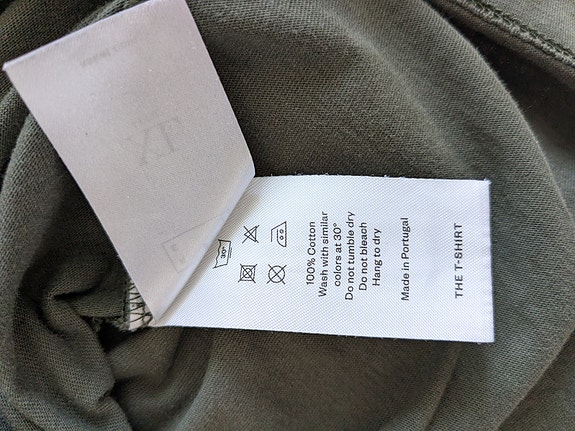 30°
100% Cotton
Wash with similar
colors at 30°
Do not tumble dry
Do not bleach
Hang to dry
Made in Portugal
THE T-SHIRT